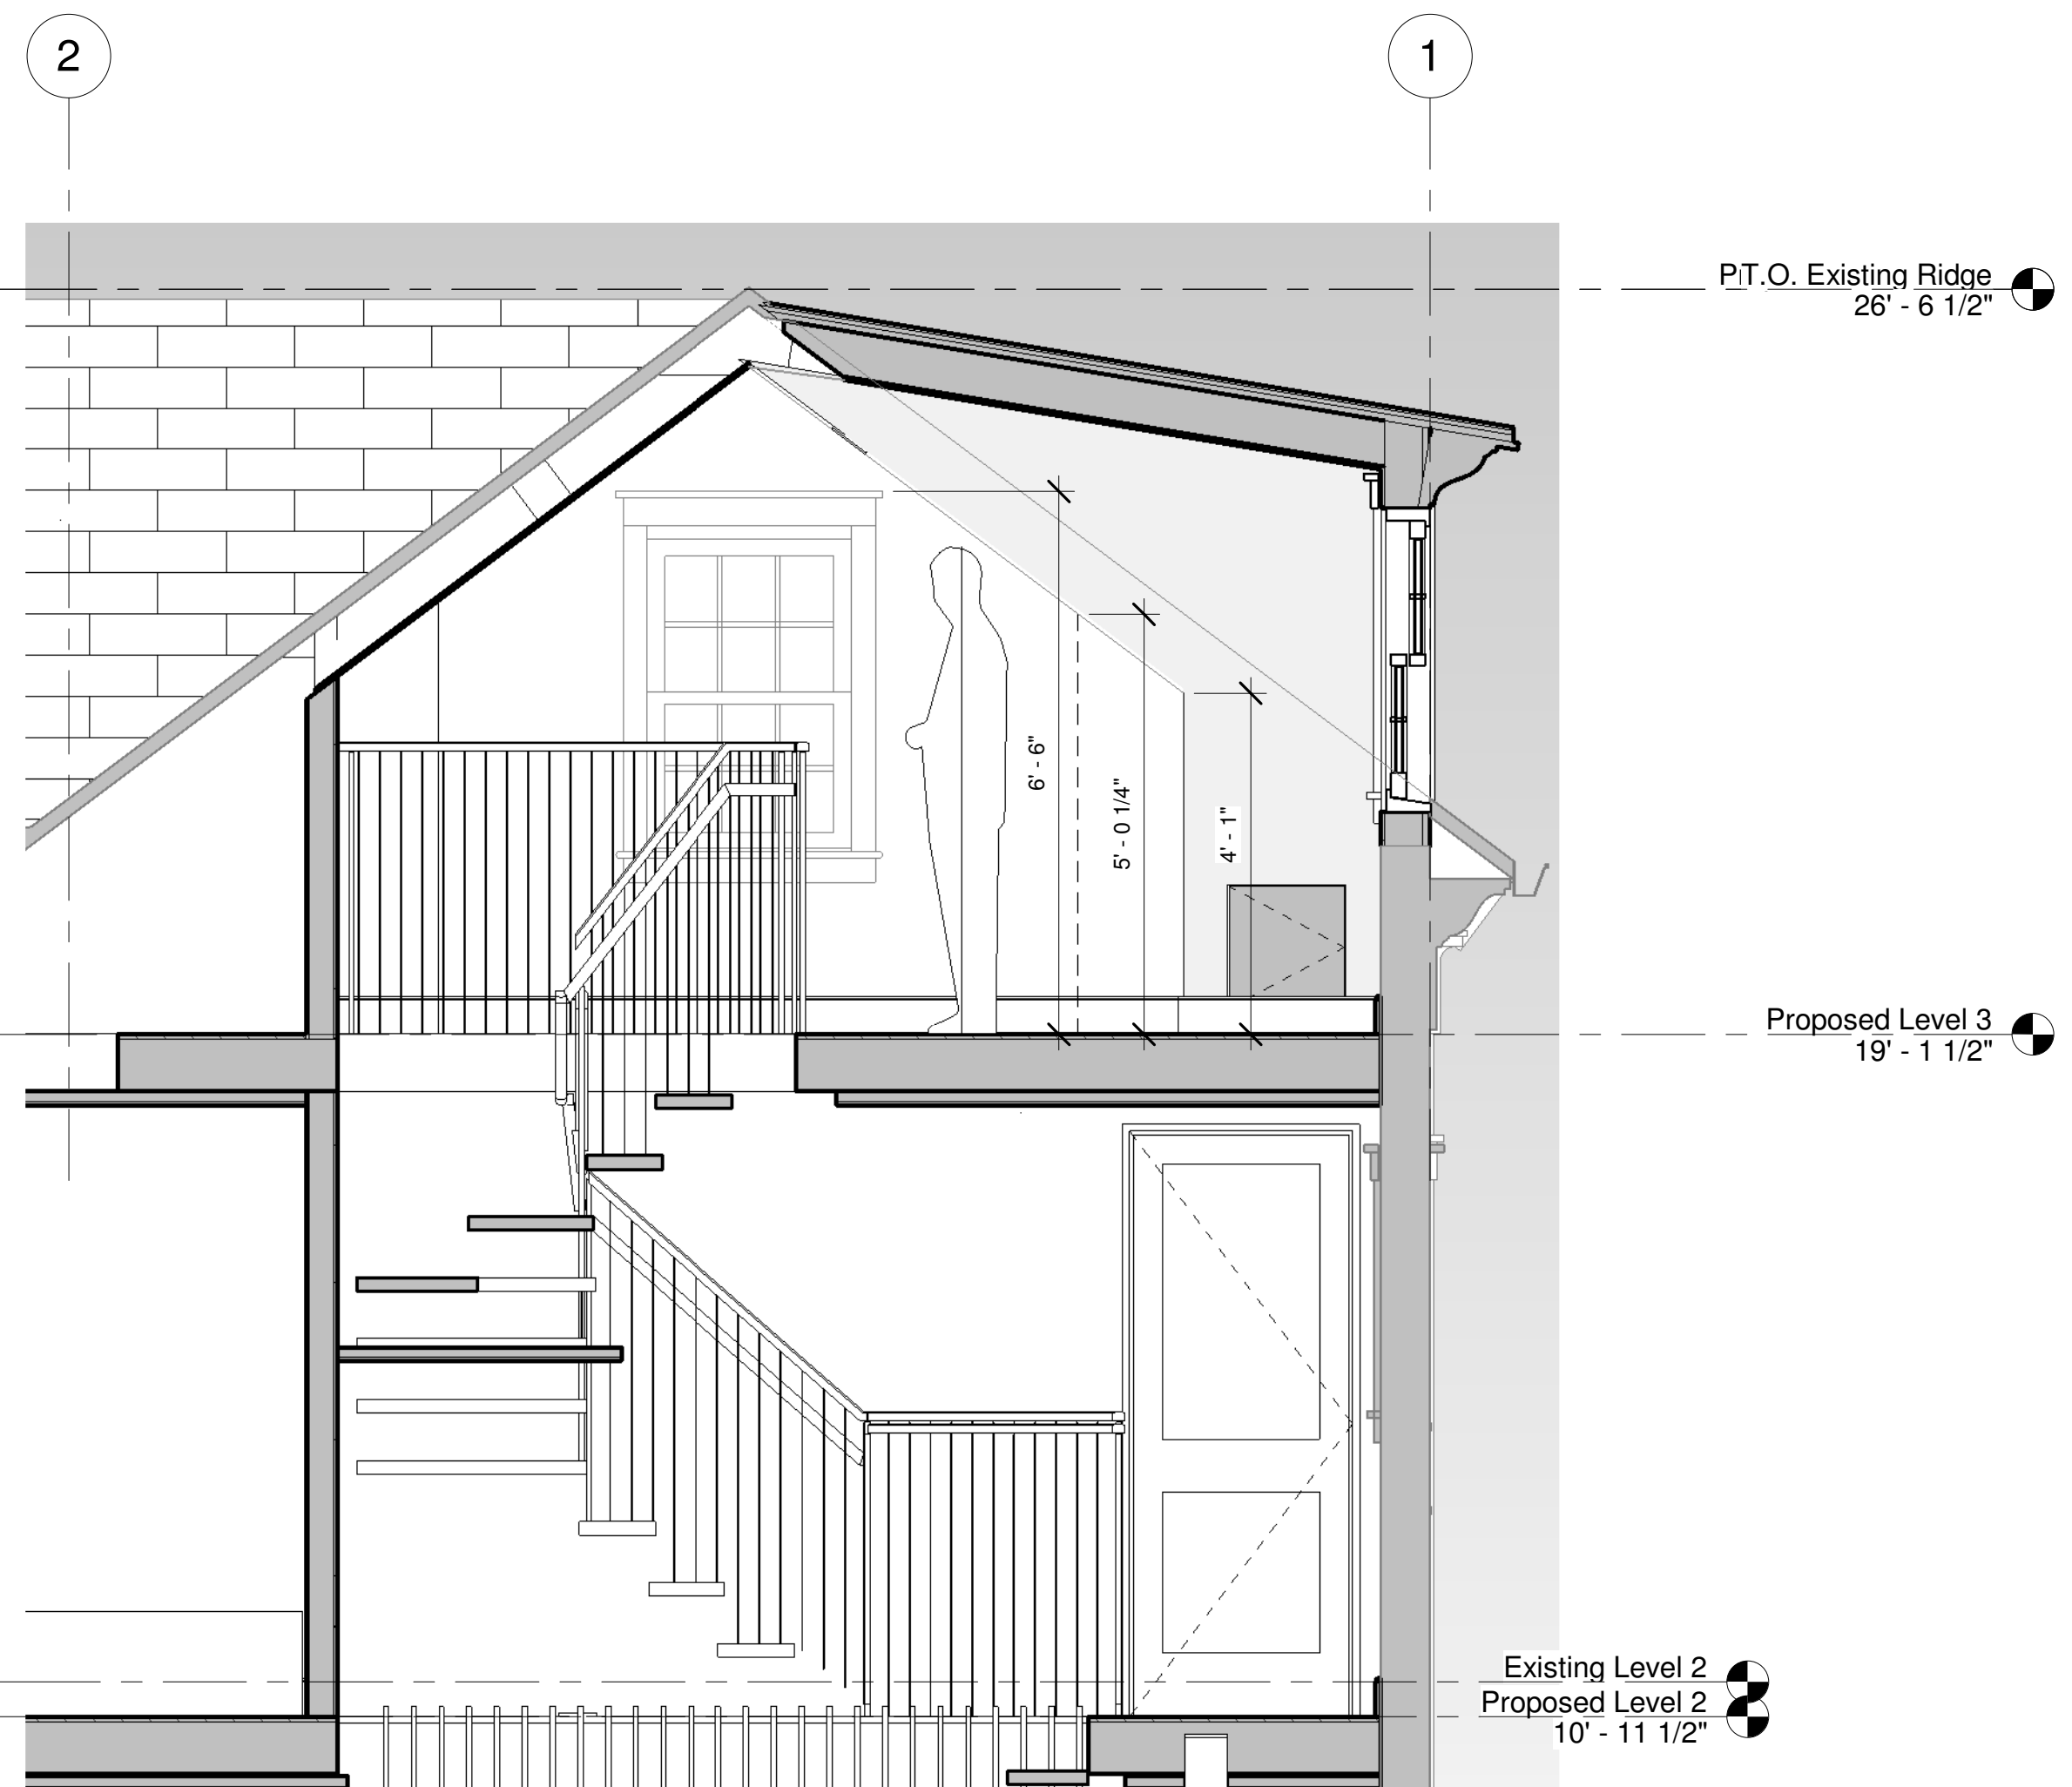 2
1
P T.O. Existing Ridge
26' - 6 1/2"
6' - 6"
5' - 0 1/4"
4' - 1"
Proposed Level 3
19' - 1 1/2"
Existing Level 2
Proposed Level 2
10' - 11 1/2"